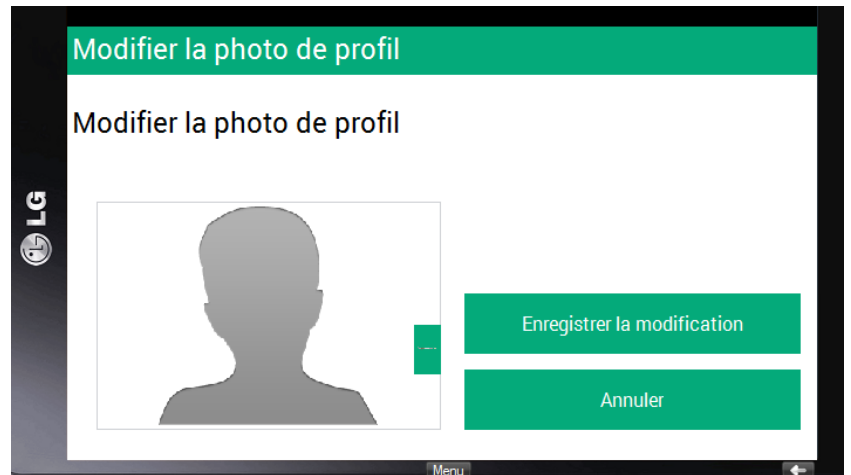 Modifier la photo de profil
Modifier la photo de profil
LG
Enregistrer la modification
Annuler
Menu